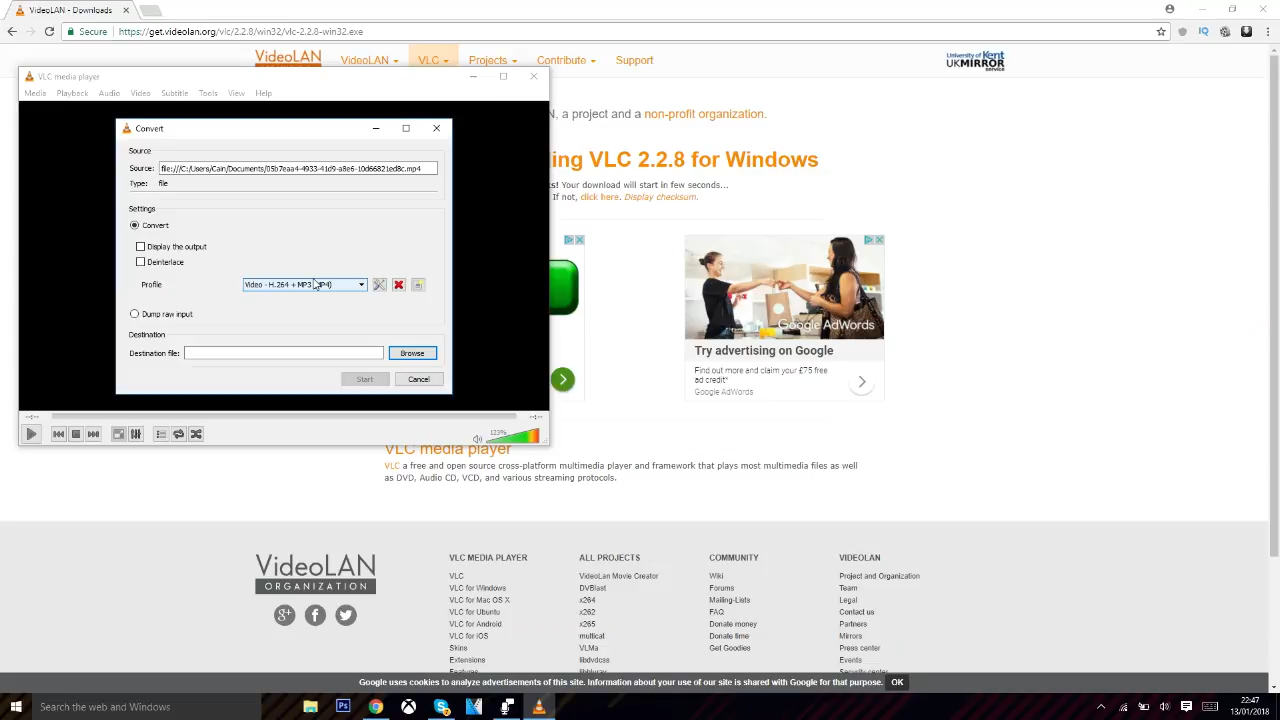 VideoLAN - Downloads
Secure
https://get.videolan.org/vlc/2.2.8/win32/vlc-2.2.8-win32.exe
VideoLAN
VideoLAN
VLC
Projects
Contribute
Support
University of Kent
UKMIRROR
service
VLC media player
Media Playback Audio Video Subtitle Tools View Help
N, a project and a non-profit organization.
Convert
Source
Source: file:///C:/Users/Cain/Documents/05b7eaa4-4933-41d9-a8e6-10d66821ed8c.mp4
Type: file
Settings
Convert
Display the output
Deinterlace
Profile
Video - H.264 + MP3 (MP4)
Dump raw input
Destination
Destination file:
Browse
Start
Cancel
123%
ing VLC 2.2.8 for Windows
ks! Your download will start in few seconds...
If not, click here. Display checksum.
Google AdWords
Try advertising on Google
Find out more and claim your £75 free
ad credit*
Google AdWords
VLC media player
VLC a free and open source cross-platform multimedia player and framework that plays most multimedia files as well
as DVD, Audio CD, VCD, and various streaming protocols.
VideoLAN
ORGANIZATION
VLC MEDIA PLAYER
VLC
VLC for Windows
VLC for Mac OS X
VLC for Ubuntu
VLC for Android
VLC for iOS
Skins
Extensions
Features
ALL PROJECTS
VideoLan Movie Creator
DVBlast
x264
x262
x265
multicat
VLMa
libdvdcss
libbluray
COMMUNITY
Wiki
Forums
Mailing-Lists
FAQ
Donate money
Donate time
Get Goodies
VIDEOLAN
Project and Organization
Team
Legal
Contact us
Partners
Mirrors
Press center
Events
Security center
Google uses cookies to analyze advertisements of this site. Information about your use of our site is shared with Google for that purpose. OK
Search the web and Windows
22:47
13/01/2018